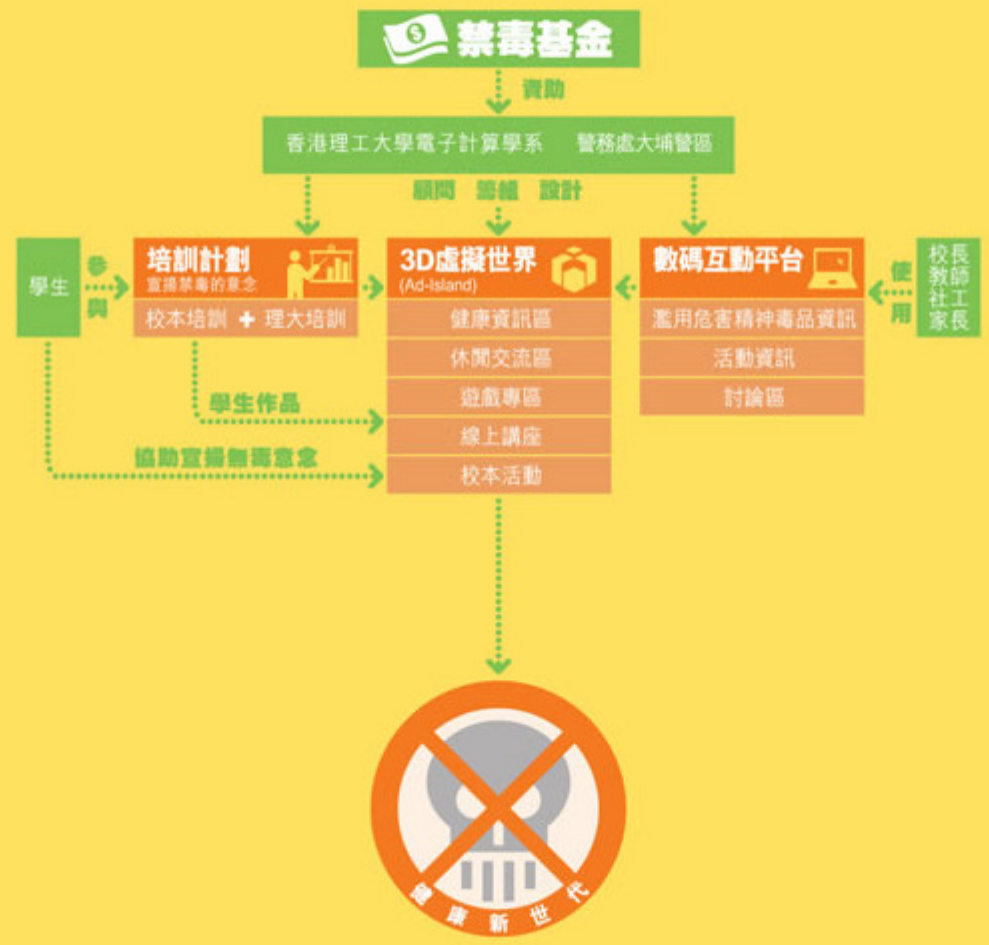 禁毒基金
資助
香港理工大學電子計算學系 警務處大埔警區
顧問 籌組 設計
學生
參與
培訓計劃
宣揚禁毒的意念
校本培訓 + 理大培訓
3D虛擬世界
(Ad-Island)
健康資訊區
休閒交流區
遊戲專區
線上講座
校本活動
數碼互動平台
濫用危害精神毒品資訊
活動資訊
討論區
使用
校長
教師
社工
家長
學生作品
協助宣揚無毒意念
健康新世代